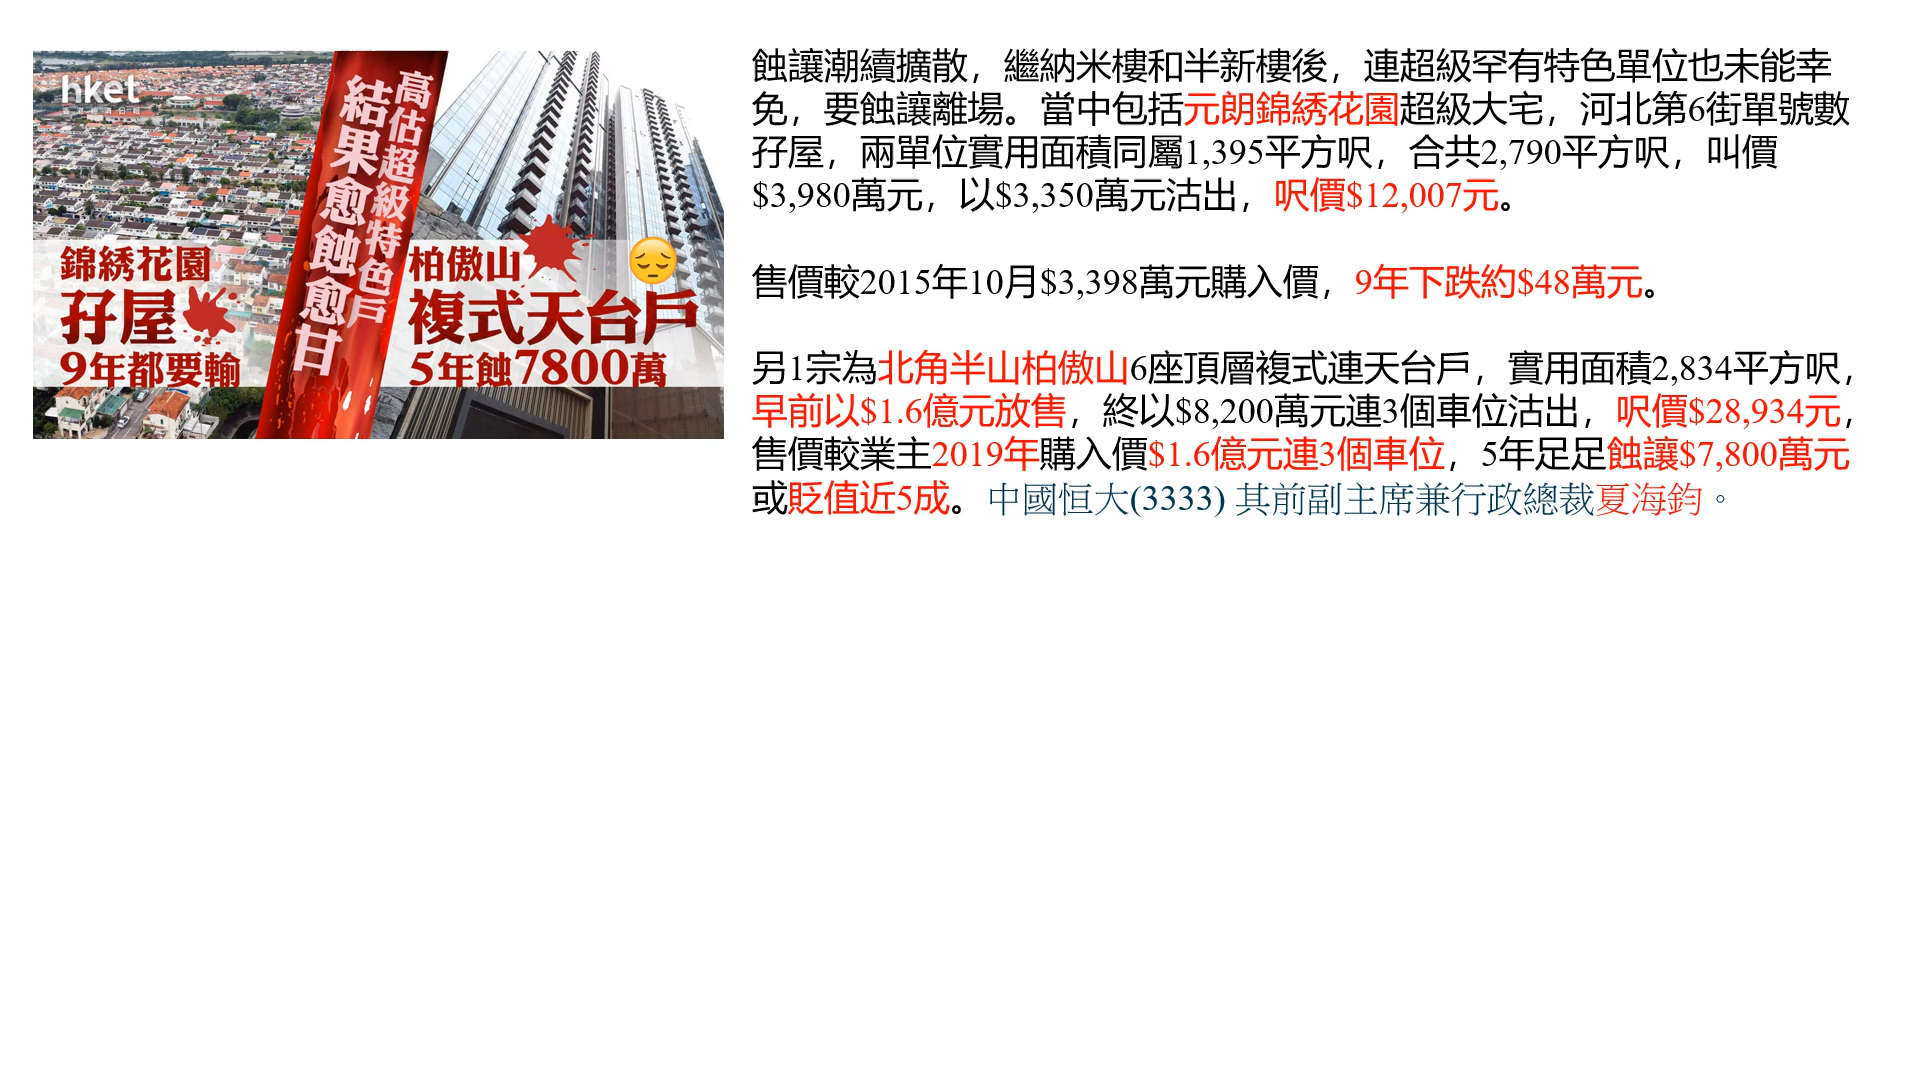 hket
高估超級特色戶
結果愈蝕愈甘
錦綉花園
孖屋
9年都要輸
柏傲山
複式天台戶
5年蝕7800萬
蝕讓潮續擴散，繼納米樓和半新樓後，連超級罕有特色單位也未能幸
免，要蝕讓離場。當中包括元朗錦綉花園超級大宅，河北第6街單號數
孖屋，兩單位實用面積同屬1,395平方呎，合共2,790平方呎，叫價
$3,980萬元，以$3,350萬元沽出，呎價$12,007元。
售價較2015年10月$3,398萬元購入價，9年下跌約$48萬元。
另1宗為北角半山柏傲山6座頂層複式連天台戶，實用面積2,834平方呎，
早前以$1.6億元放售，終以$8,200萬元連3個車位沽出，呎價$28,934元，
售價較業主2019年購入價$1.6億元連3個車位，5年足足蝕讓$7,800萬元
或貶值近5成。中國恒大(3333) 其前副主席兼行政總裁夏海鈞。